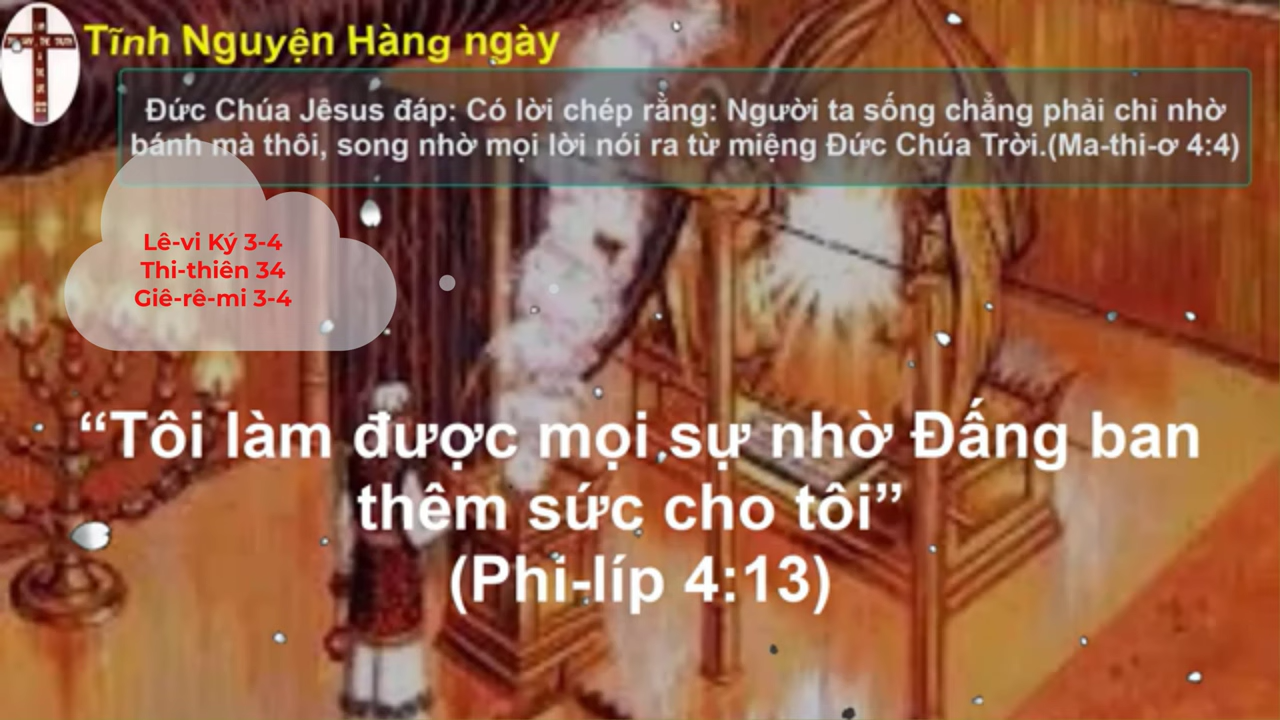 Tĩnh Nguyện Hàng ngày
Đức Chúa Jêsus đáp: Có lời chép rằng: Người ta sống chẳng phải chỉ nhờ
bánh mà thôi, song nhờ mọi lời nói ra từ miệng Đức Chúa Trời.(Ma-thi-ơ 4:4)
Lê-vi Ký 3-4
Thi-thiên 34
Giê-rê-mi 3-4
“Tôi làm được mọi sự nhờ Đấng ban
thêm sức cho tôi”
(Phi-líp 4:13)